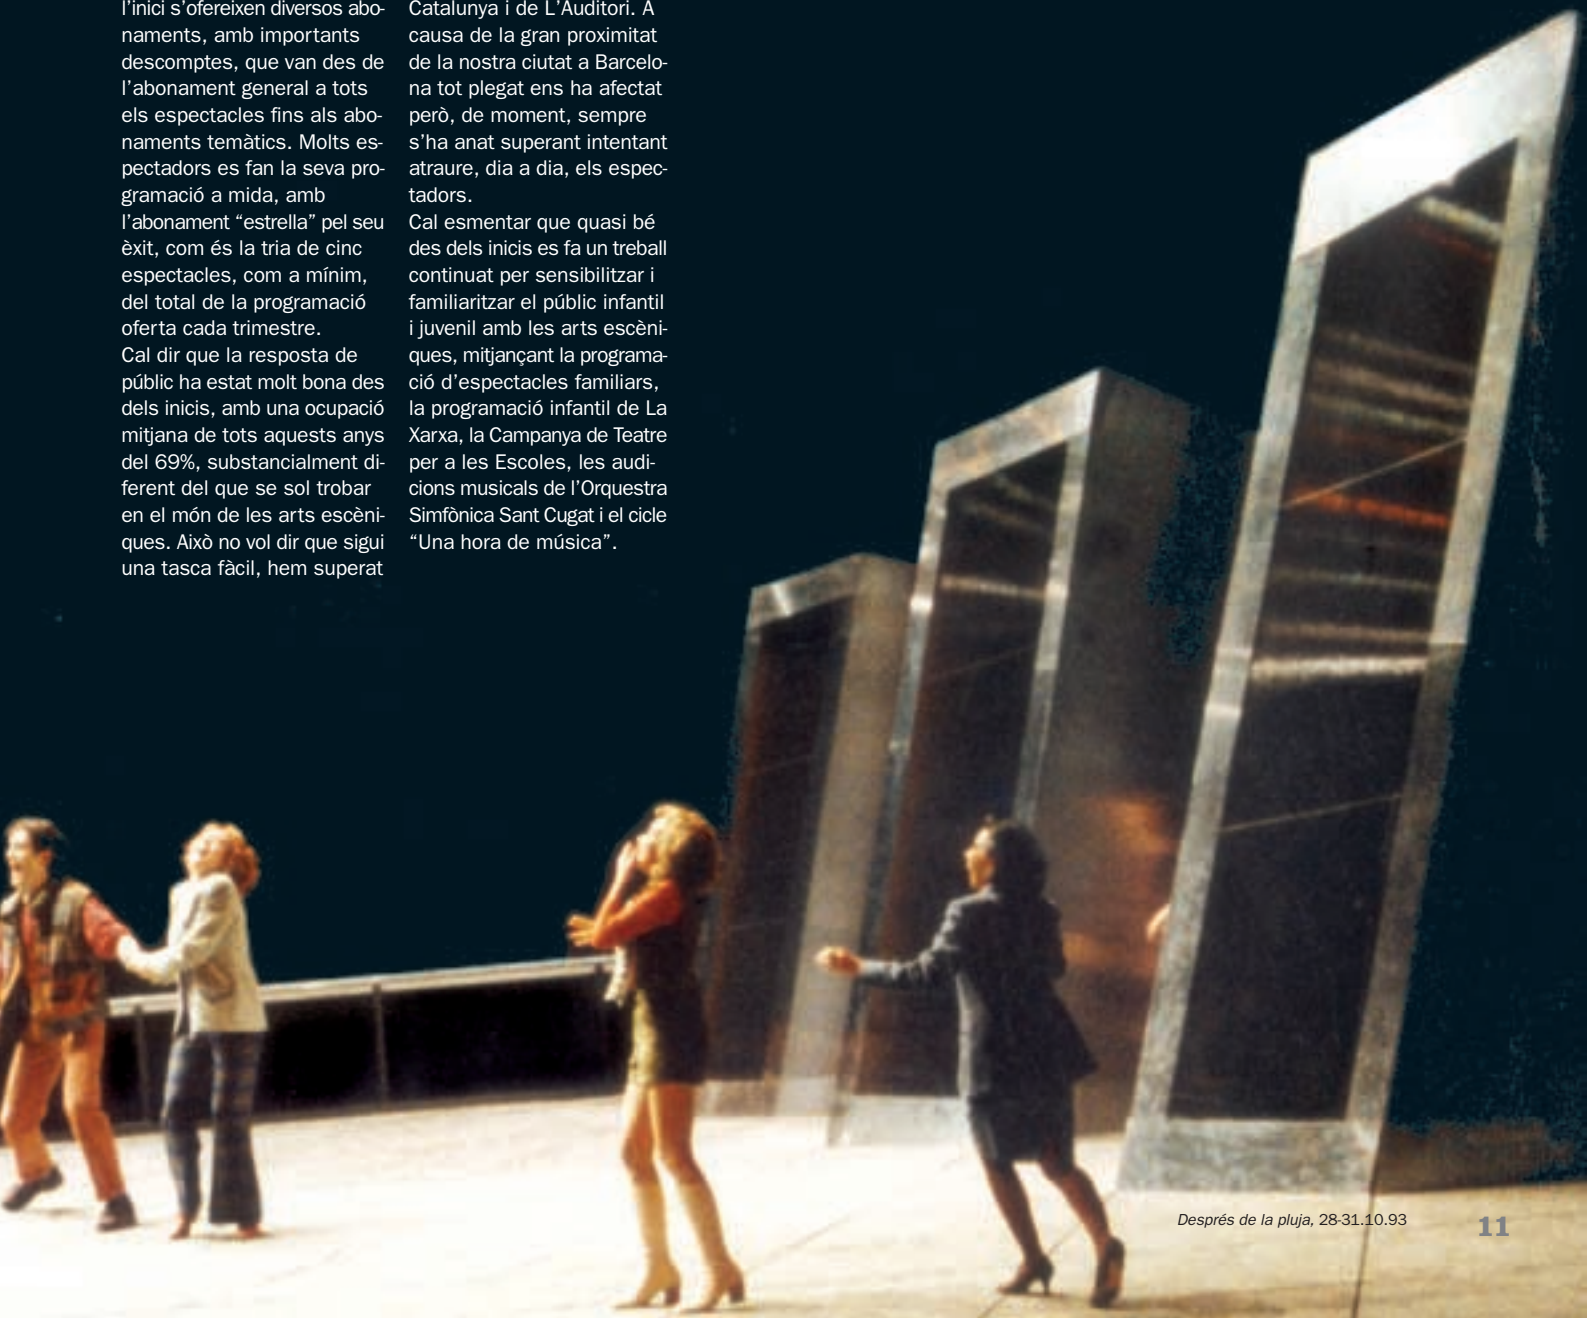 l’inici s’ofereixen diversos abo-
naments, amb importants
descomptes, que van des de
l’abonament general a tots
els espectacles fins als abo-
naments temàtics. Molts es-
pectadors es fan la seva pro-
gramació a mida, amb
l’abonament “estrella” pel seu
èxit, com és la tria de cinc
espectacles, com a mínim,
del total de la programació
oferta cada trimestre.
Cal dir que la resposta de
públic ha estat molt bona des
dels inicis, amb una ocupació
mitjana de tots aquests anys
del 69%, substancialment di-
ferent del que se sol trobar
en el món de les arts escèni-
ques. Això no vol dir que sigui
una tasca fàcil, hem superat
Catalunya i de L’Auditori. A
causa de la gran proximitat
de la nostra ciutat a Barcelo-
na tot plegat ens ha afectat
però, de moment, sempre
s’ha anat superant intentant
atraure, dia a dia, els espec-
tadors.
Cal esmentar que quasi bé
des dels inicis es fa un treball
continuat per sensibilitzar i
familiaritzar el públic infantil
i juvenil amb les arts escèni-
ques, mitjançant la programa-
ció d’espectacles familiars,
la programació infantil de La
Xarxa, la Campanya de Teatre
per a les Escoles, les audi-
cions musicals de l’Orquestra
Simfònica Sant Cugat i el cicle
“Una hora de música”.
Després de la pluja, 28-31.10.93
11